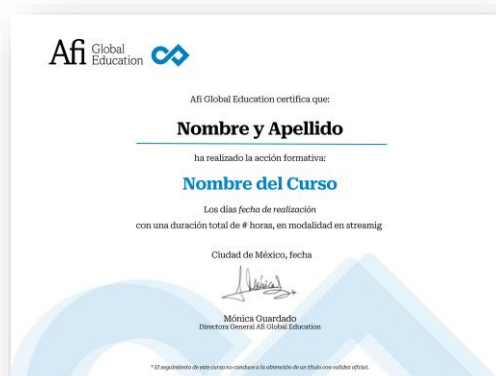 Afi Global
Education
Afi Global Education certifica que:
Nombre y Apellido
ha realizado la acción formativa:
Nombre del Curso
Los días fecha de realización
con una duración total de # horas, en modalidad en streamig
Ciudad de México, fecha
Mónica
Mónica Guardado
Directora General Afi Global Education
* El seguimiento de este curso no conduce a la obtención de un título con validez oficial.